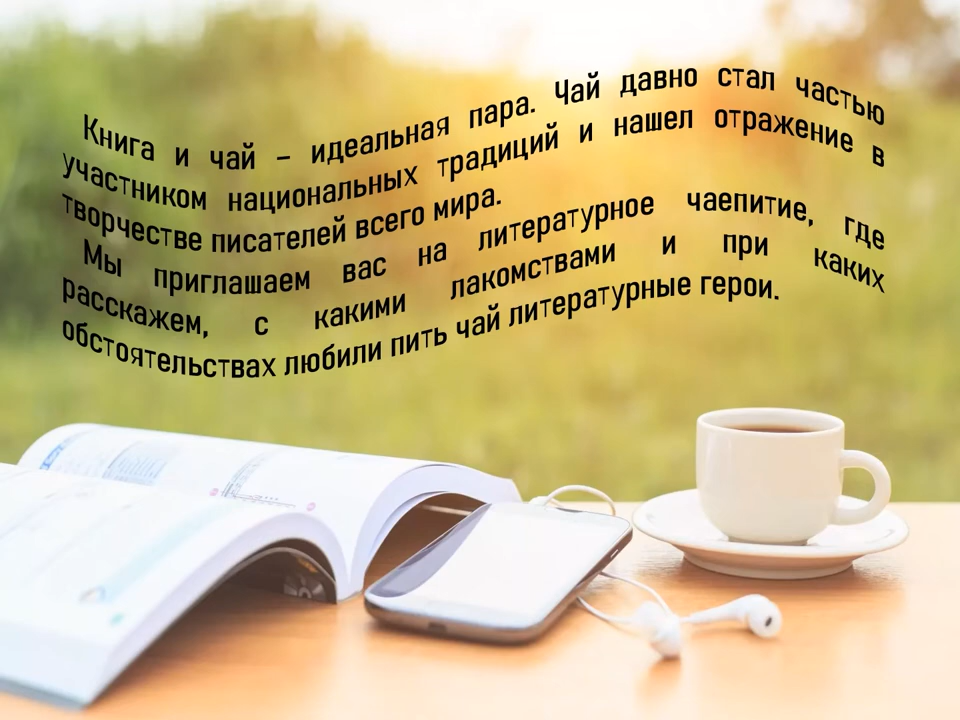 Книга и чай – идеальная пара. Чай давно стал частью
участником национальных традиций и нашел отражение в
творчестве писателей всего мира.
Мы приглашаем вас на литературное чаепитие, где
расскажем, с какими лакомствами и при каких
обстоятельствах любили пить чай литературные герои.